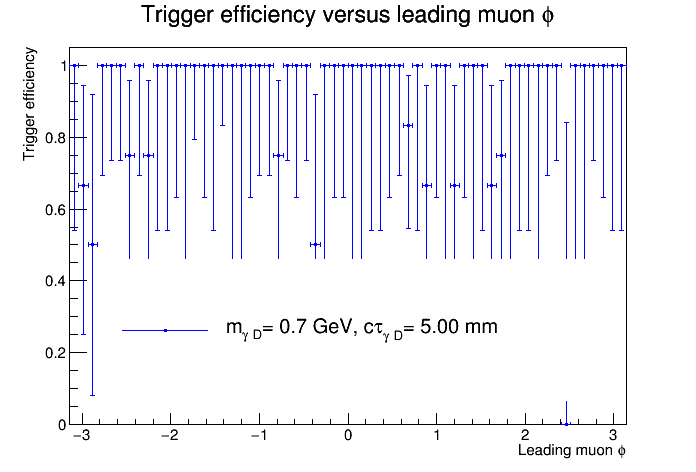 Trigger efficiency versus leading muon ϕ
Trigger efficiency
1
0.8
0.6
0.4
0.2
0
m_γ D = 0.7 GeV, cτ_γ D = 5.00 mm
−3 −2 −1 0 1 2 3
Leading muon ϕ